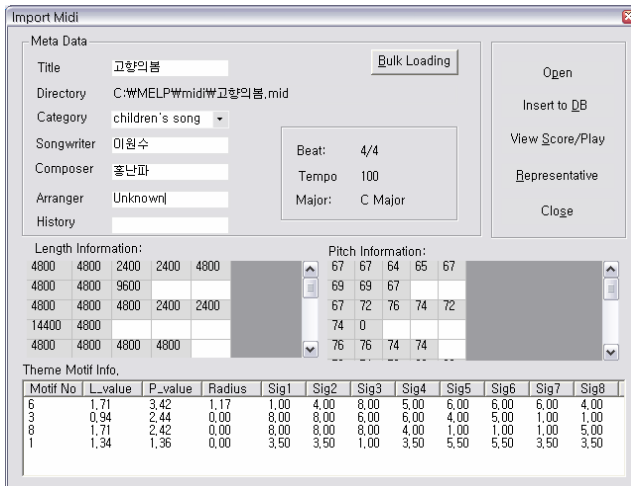 Import Midi
Meta Data
Title 고향의봄
Bulk Loading
Directory C:₩MELP₩midi₩고향의봄.mid
Category children's song
Songwriter 이원수
Composer 홍난파
Arranger Unknown
History
Beat: 4/4
Tempo 100
Major: C Major
Open
Insert to DB
View Score/Play
Representative
Close
Length Information:
4800 4800 2400 2400 4800
4800 4800 9600
4800 4800 4800 2400 2400
14400 4800
4800 4800 4800 4800
Pitch Information:
67 67 64 65 67
69 69 67
67 72 76 74 72
74 0
76 76 74 74
Theme Motif Info,
Motif No L_value P_value Radius Sig1 Sig2 Sig3 Sig4 Sig5 Sig6 Sig7 Sig8
6 1,71 3,42 1,17 1,00 4,00 8,00 5,00 6,00 6,00 6,00 4,00
3 0,94 2,44 0,00 8,00 8,00 6,00 6,00 4,00 5,00 1,00 1,00
8 1,71 2,42 0,00 8,00 8,00 8,00 4,00 1,00 1,00 1,00 5,00
1 1,34 1,36 0,00 3,50 3,50 1,00 3,50 5,50 5,50 3,50 3,50